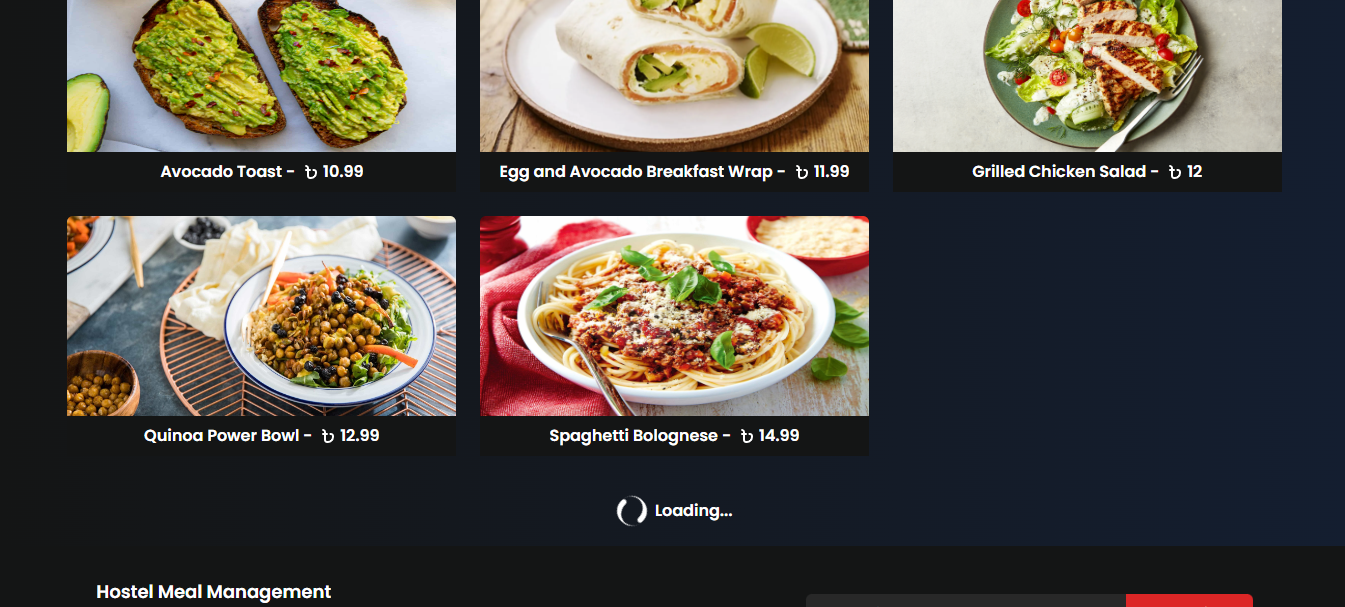 Avocado Toast - ৳ 10.99
Egg and Avocado Breakfast Wrap - ৳ 11.99
Grilled Chicken Salad - ৳ 12
Quinoa Power Bowl - ৳ 12.99
Spaghetti Bolognese - ৳ 14.99
Loading...
Hostel Meal Management